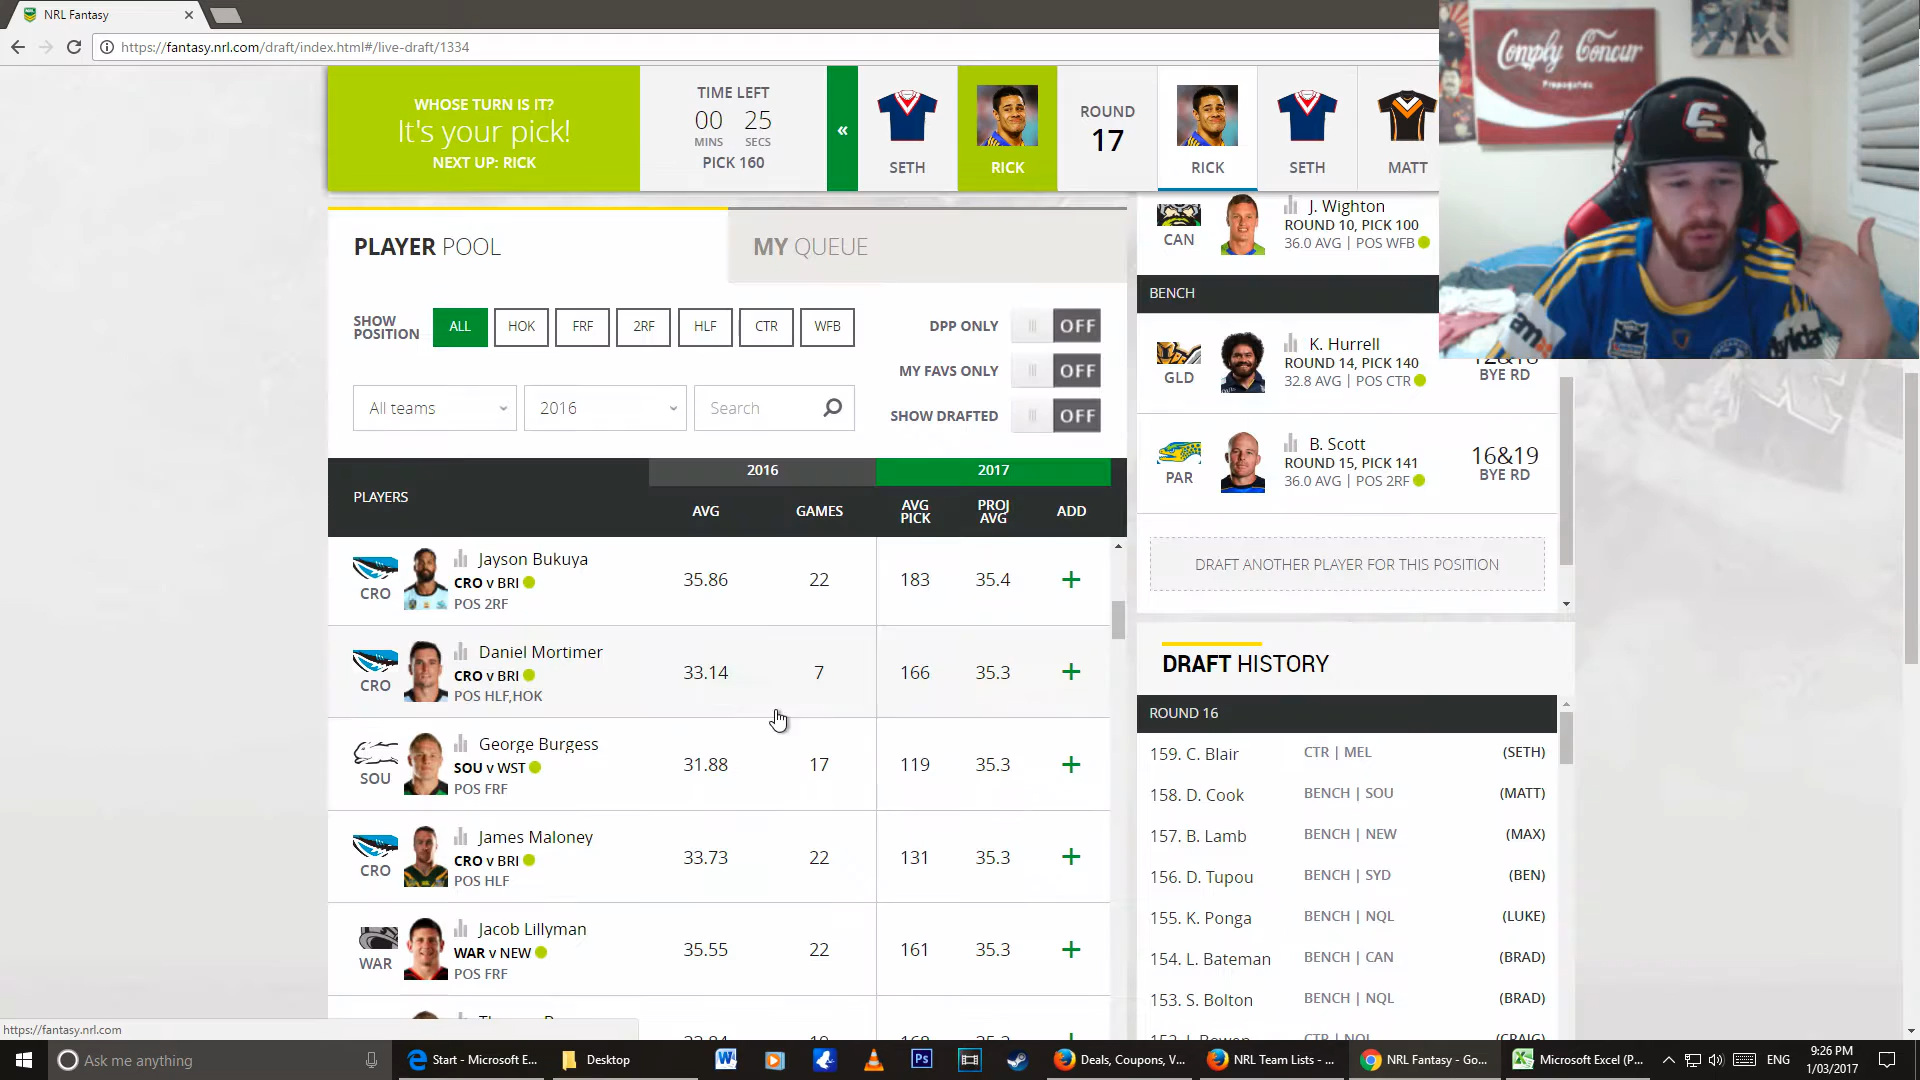 NRL Fantasy
https://fantasy.nrl.com/draft/index.html#/live-draft/1334
WHOSE TURN IS IT?
It's your pick!
NEXT UP: RICK
TIME LEFT
00 25
MINS SECS
PICK 160
«
SETH
RICK
ROUND
17
RICK
SETH
MATT
Comply Concur
Propaganda
PLAYER POOL
MY QUEUE
SHOW POSITION
ALL HOK FRF 2RF HLF CTR WFB
DPP ONLY OFF
MY FAVS ONLY OFF
SHOW DRAFTED OFF
All teams
2016
Search
2016 2017
PLAYERS AVG GAMES AVG PICK PROJ AVG ADD
Jayson Bukuya
CRO CRO v BRI 35.86 22 183 35.4 +
POS 2RF
Daniel Mortimer
CRO CRO v BRI 33.14 7 166 35.3 +
POS HLF,HOK
George Burgess
SOU SOU v WST 31.88 17 119 35.3 +
POS FRF
James Maloney
CRO CRO v BRI 33.73 22 131 35.3 +
POS HLF
Jacob Lillyman
WAR WAR v NEW 35.55 22 161 35.3 +
POS FRF
CAN
J. Wighton
ROUND 10, PICK 100
36.0 AVG | POS WFB
BENCH
GLD
K. Hurrell
ROUND 14, PICK 140
32.8 AVG | POS CTR
BYE RD
PAR
B. Scott
ROUND 15, PICK 141
36.0 AVG | POS 2RF
16&19
BYE RD
DRAFT ANOTHER PLAYER FOR THIS POSITION
DRAFT HISTORY
ROUND 16
159. C. Blair CTR | MEL (SETH)
158. D. Cook BENCH | SOU (MATT)
157. B. Lamb BENCH | NEW (MAX)
156. D. Tupou BENCH | SYD (BEN)
155. K. Ponga BENCH | NQL (LUKE)
154. L. Bateman BENCH | CAN (BRAD)
153. S. Bolton BENCH | NQL (BRAD)
https://fantasy.nrl.com
Ask me anything
Start - Microsoft E...
Desktop
Deals, Coupons, V...
NRL Team Lists - ...
NRL Fantasy - Go...
Microsoft Excel (P...
ENG
9:26 PM
1/03/2017